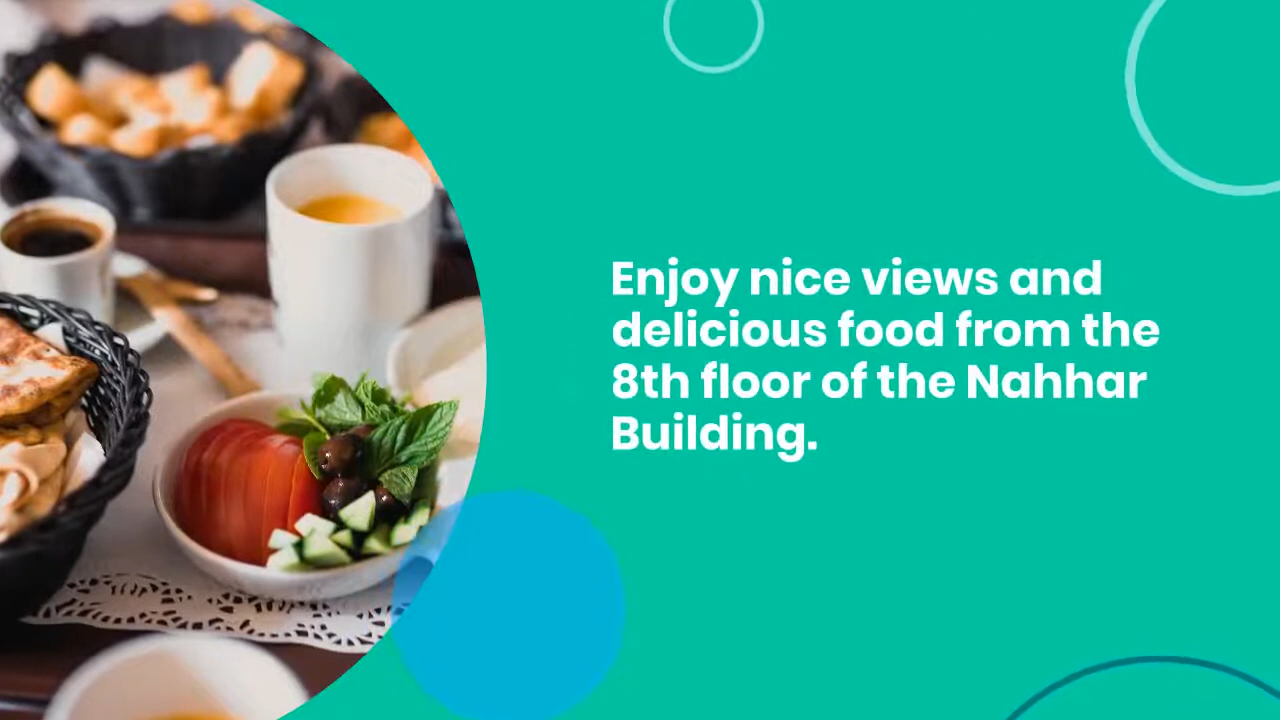 Enjoy nice views and
delicious food from the
8th floor of the Nahhar
Building.